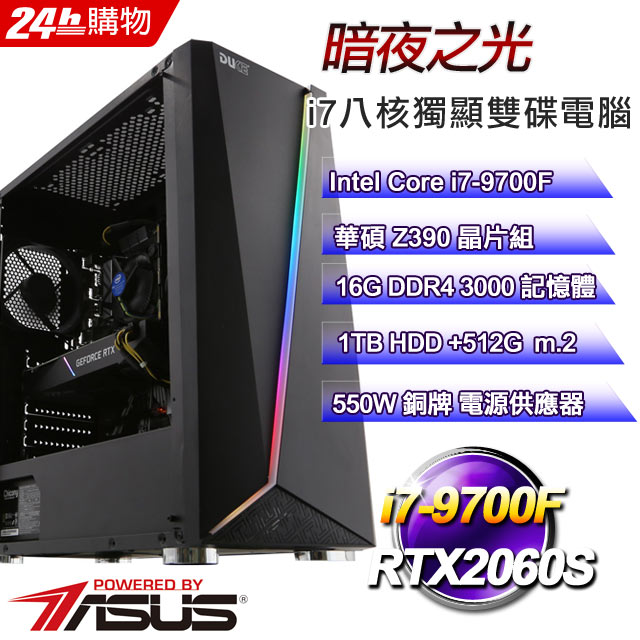 24h購物
暗夜之光
i7八核獨顯雙碟電腦
DUKE
Intel Core i7-9700F
華碩 Z390 晶片組
16G DDR4 3000 記憶體
1TB HDD +512G m.2
550W 銅牌 電源供應器
intel
GEFORCE RTX
i7-9700F
RTX2060S
POWERED BY
ASUS®